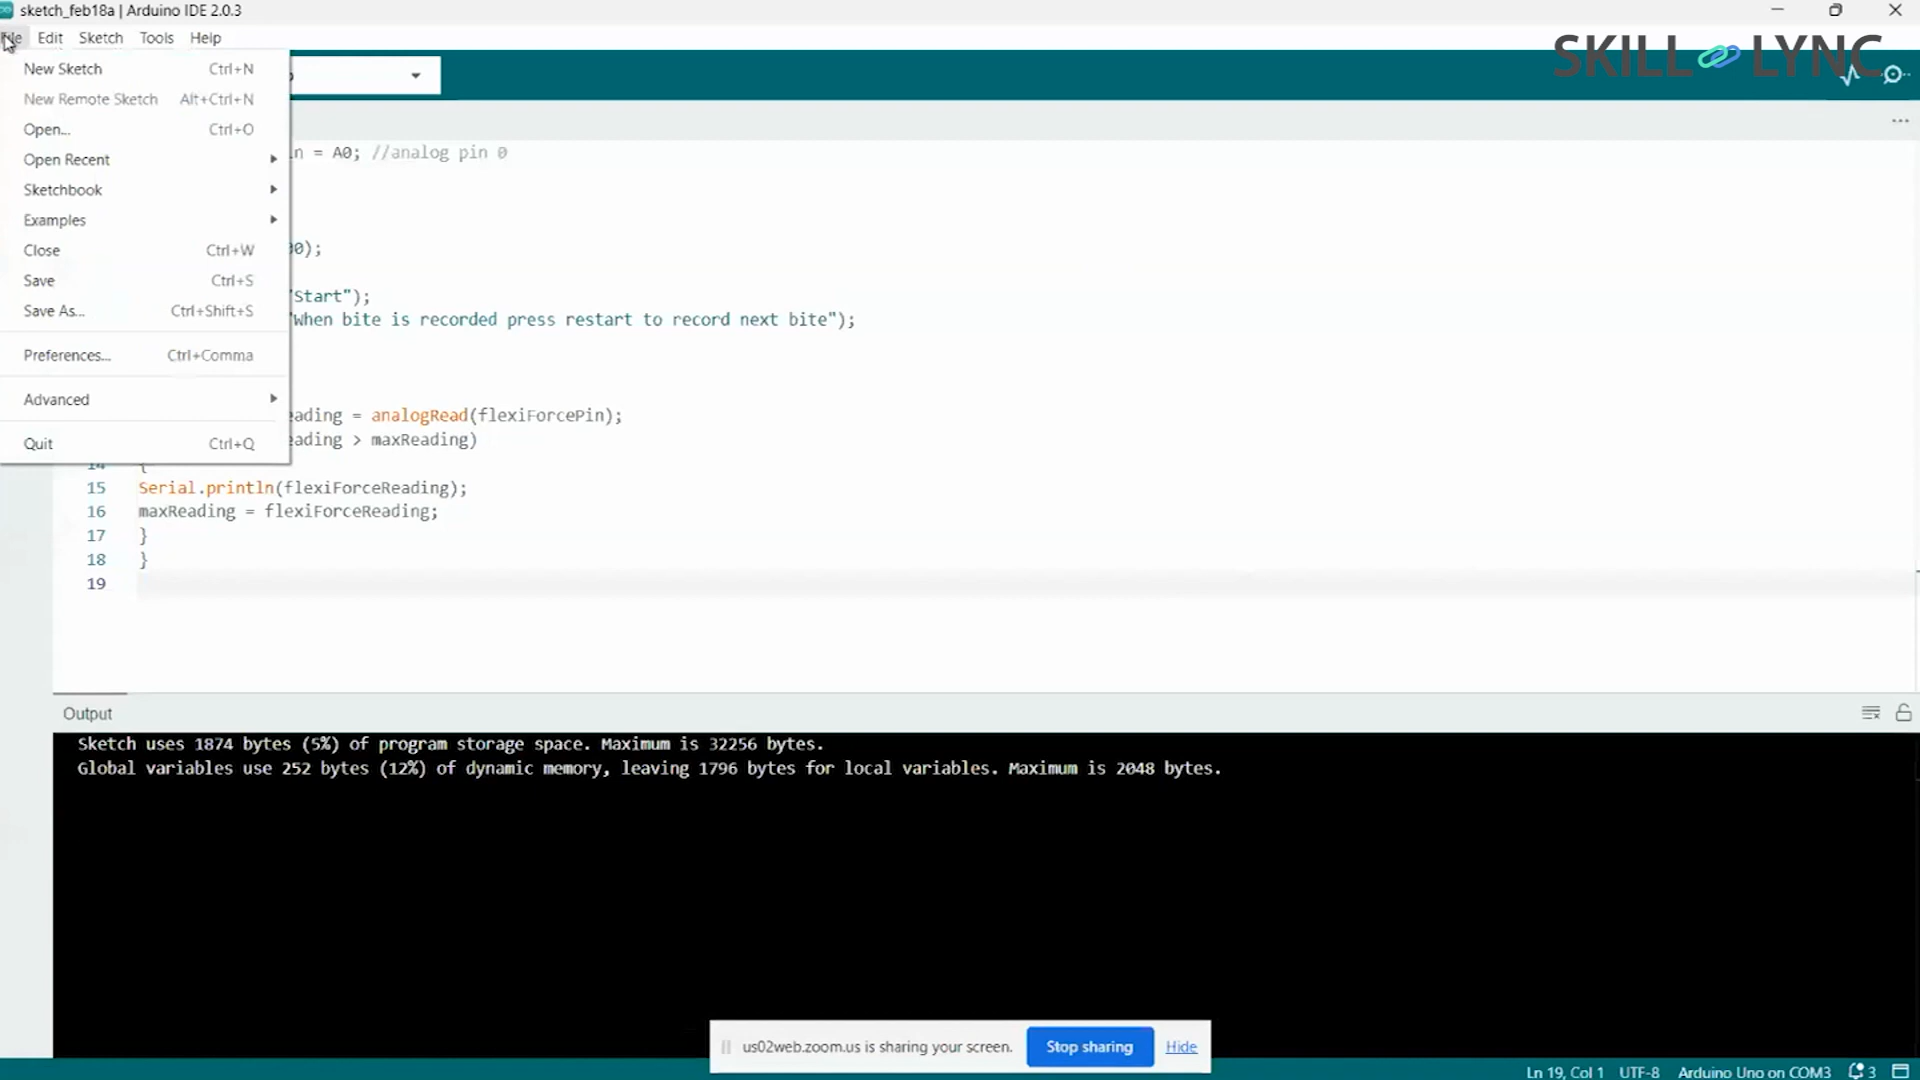 sketch_feb18a | Arduino IDE 2.0.3
Edit Sketch Tools Help
SKILL LYNC
New Sketch Ctrl+N
New Remote Sketch Alt+Ctrl+N
Open... Ctrl+O
Open Recent
Sketchbook
Examples
Close Ctrl+W
Save Ctrl+S
Save As... Ctrl+Shift+S
Preferences... Ctrl+Comma
Advanced
Quit Ctrl+Q
n = A0; //analog pin 0
0);
"Start");
"When bite is recorded press restart to record next bite");
eading = analogRead(flexiForcePin);
eading > maxReading)
14 {
15 Serial.println(flexiForceReading);
16 maxReading = flexiForceReading;
17 }
18 }
19
Output
Sketch uses 1874 bytes (5%) of program storage space. Maximum is 32256 bytes.
Global variables use 252 bytes (12%) of dynamic memory, leaving 1796 bytes for local variables. Maximum is 2048 bytes.
us02web.zoom.us is sharing your screen. Stop sharing Hide
Ln 19, Col 1 UTF-8 Arduino Uno on COM3 3